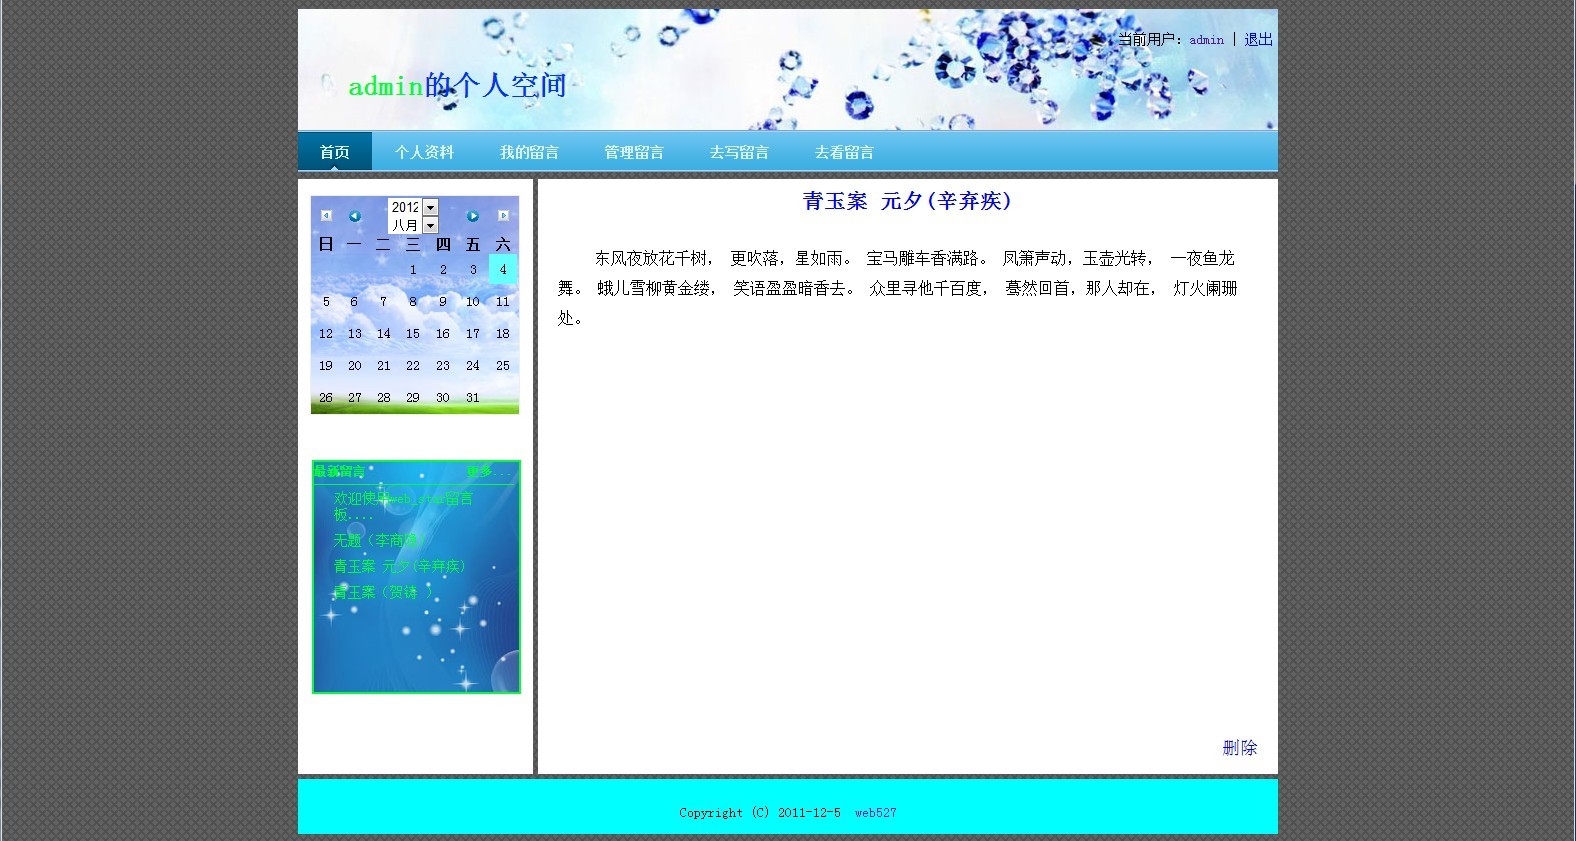 当前用户：admin | 退出
admin的个人空间
首页 个人资料 我的留言 管理留言 去写留言 去看留言
2012
八月
日 一 二 三 四 五 六
1 2 3 4
5 6 7 8 9 10 11
12 13 14 15 16 17 18
19 20 21 22 23 24 25
26 27 28 29 30 31
最新留言 更多...
欢迎使用web_留言
板....
无题（李商隐）
青玉案 元夕(辛弃疾)
青玉案（贺铸 ）
青玉案 元夕(辛弃疾)
东风夜放花千树， 更吹落，星如雨。 宝马雕车香满路。 凤箫声动，玉壶光转， 一夜鱼龙
舞。 蛾儿雪柳黄金缕， 笑语盈盈暗香去。 众里寻他千百度， 蓦然回首，那人却在， 灯火阑珊
处。
删除
Copyright (C) 2011-12-5 web527